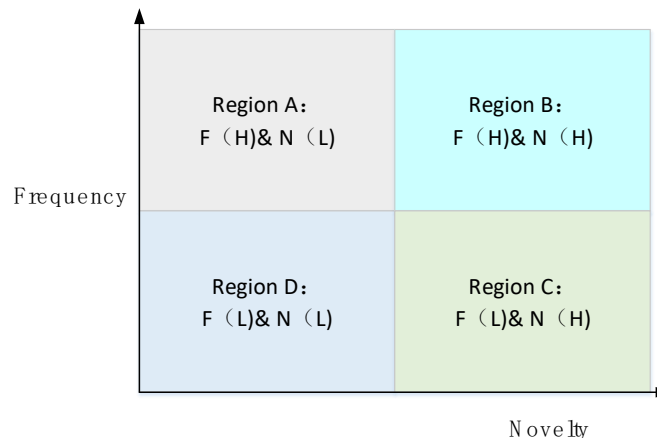 Region A：
F（H)& N（L)
Region B：
F（H)& N（H)
Frequency
Region D：
F（L)& N（L)
Region C：
F（L)& N（H)
Novelty